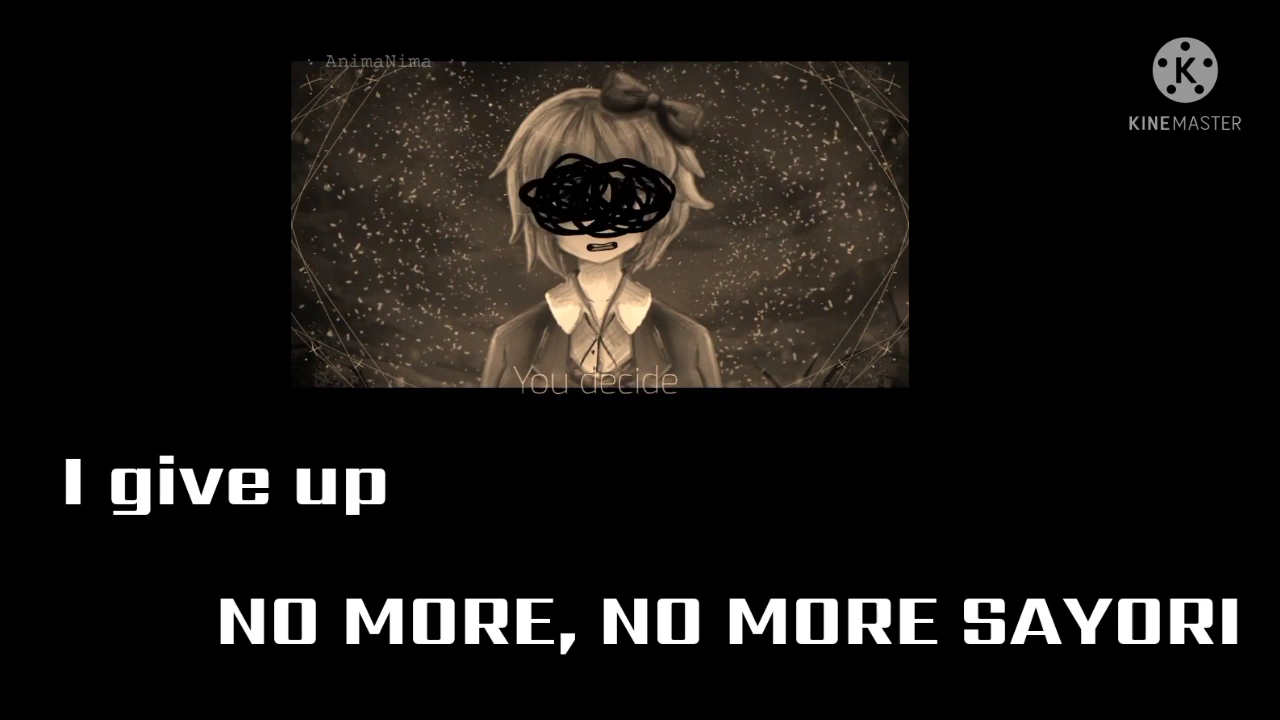 AnimaNima
K
KINEMASTER
You decide
I give up
NO MORE, NO MORE SAYORI